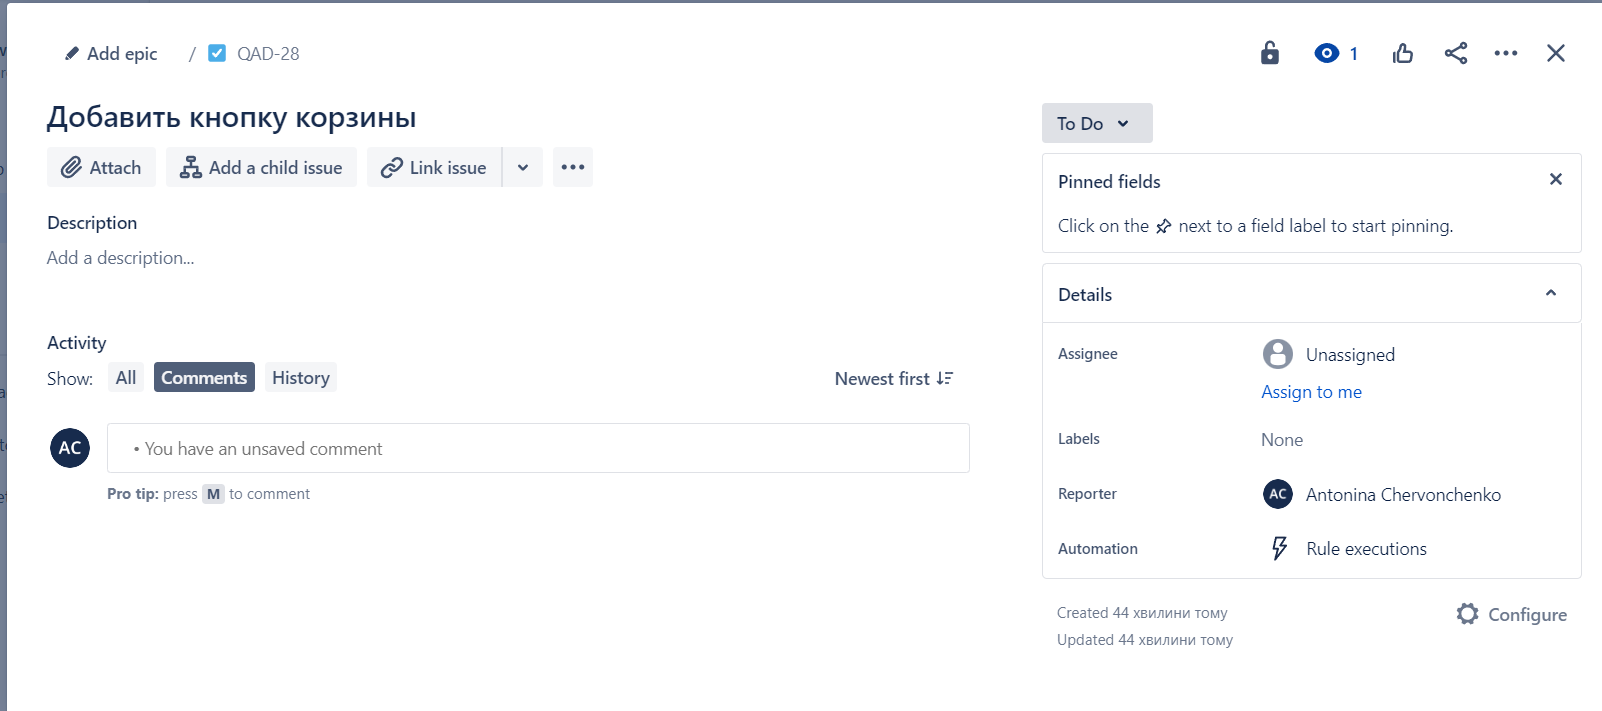 Add epic / QAD-28
1
Добавить кнопку корзины
Attach
Add a child issue
Link issue
Description
Add a description...
Activity
Show: All Comments History
Newest first
AC
• You have an unsaved comment
Pro tip: press M to comment
To Do
Pinned fields
Click on the next to a field label to start pinning.
Details
Assignee
Unassigned
Assign to me
Labels
None
Reporter
AC Antonina Chervonchenko
Automation
Rule executions
Created 44 хвилини тому
Updated 44 хвилини тому
Configure